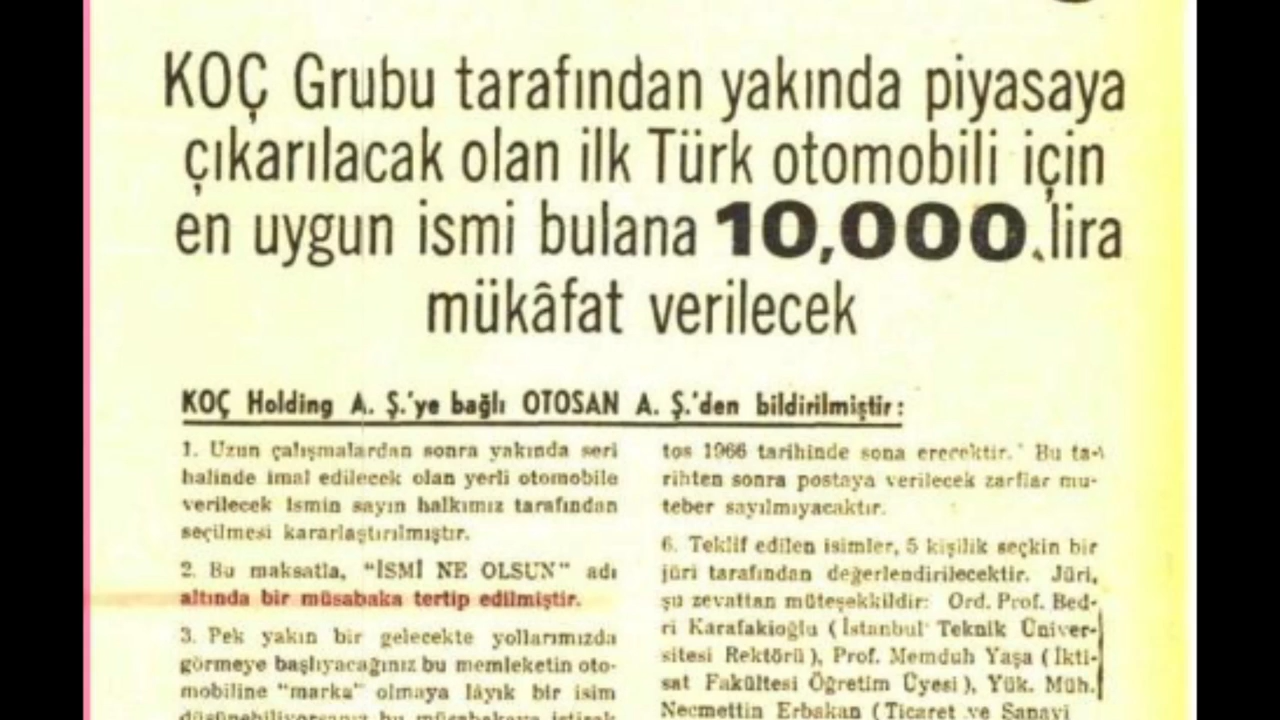 KOÇ Grubu tarafından yakında piyasaya
çıkarılacak olan ilk Türk otomobili için
en uygun ismi bulana 10,000.lira
mükâfat verilecek
KOÇ Holding A. Ş.'ye bağlı OTOSAN A. Ş.'den bildirilmiştir:
1. Uzun çalışmalardan sonra yakında seri
halinde imal edilecek olan yerli otomobile
verilecek ismin sayın halkımız tarafından
seçilmesi kararlaştırılmıştır.
2. Bu maksatla, "İSMİ NE OLSUN" adı
altında bir müsabaka tertip edilmiştir.
3. Pek yakın bir gelecekte yollarımızda
görmeye başlıyacağınız bu memleketin oto-
mobiline "marka" olmaya lâyık bir isim
düşünebiliyorsanız bu müsabakaya iştirak
tos 1966 tarihinde sona erecektir. Bu ta-
rihten sonra postaya verilecek zarflar mu-
teber sayılmıyacaktır.
6. Teklif edilen isimler, 5 kişilik seçkin bir
jüri tarafından değerlendirilecektir. Jüri,
şu zevattan müteşekkildir: Ord. Prof. Bed-
ri Karafakioğlu (İstanbul Teknik Üniver-
sitesi Rektörü), Prof. Memduh Yaşa (İkti-
sat Fakültesi Öğretim Üyesi), Yük. Müh.
Necmettin Erbakan (Ticaret ve Sanayi